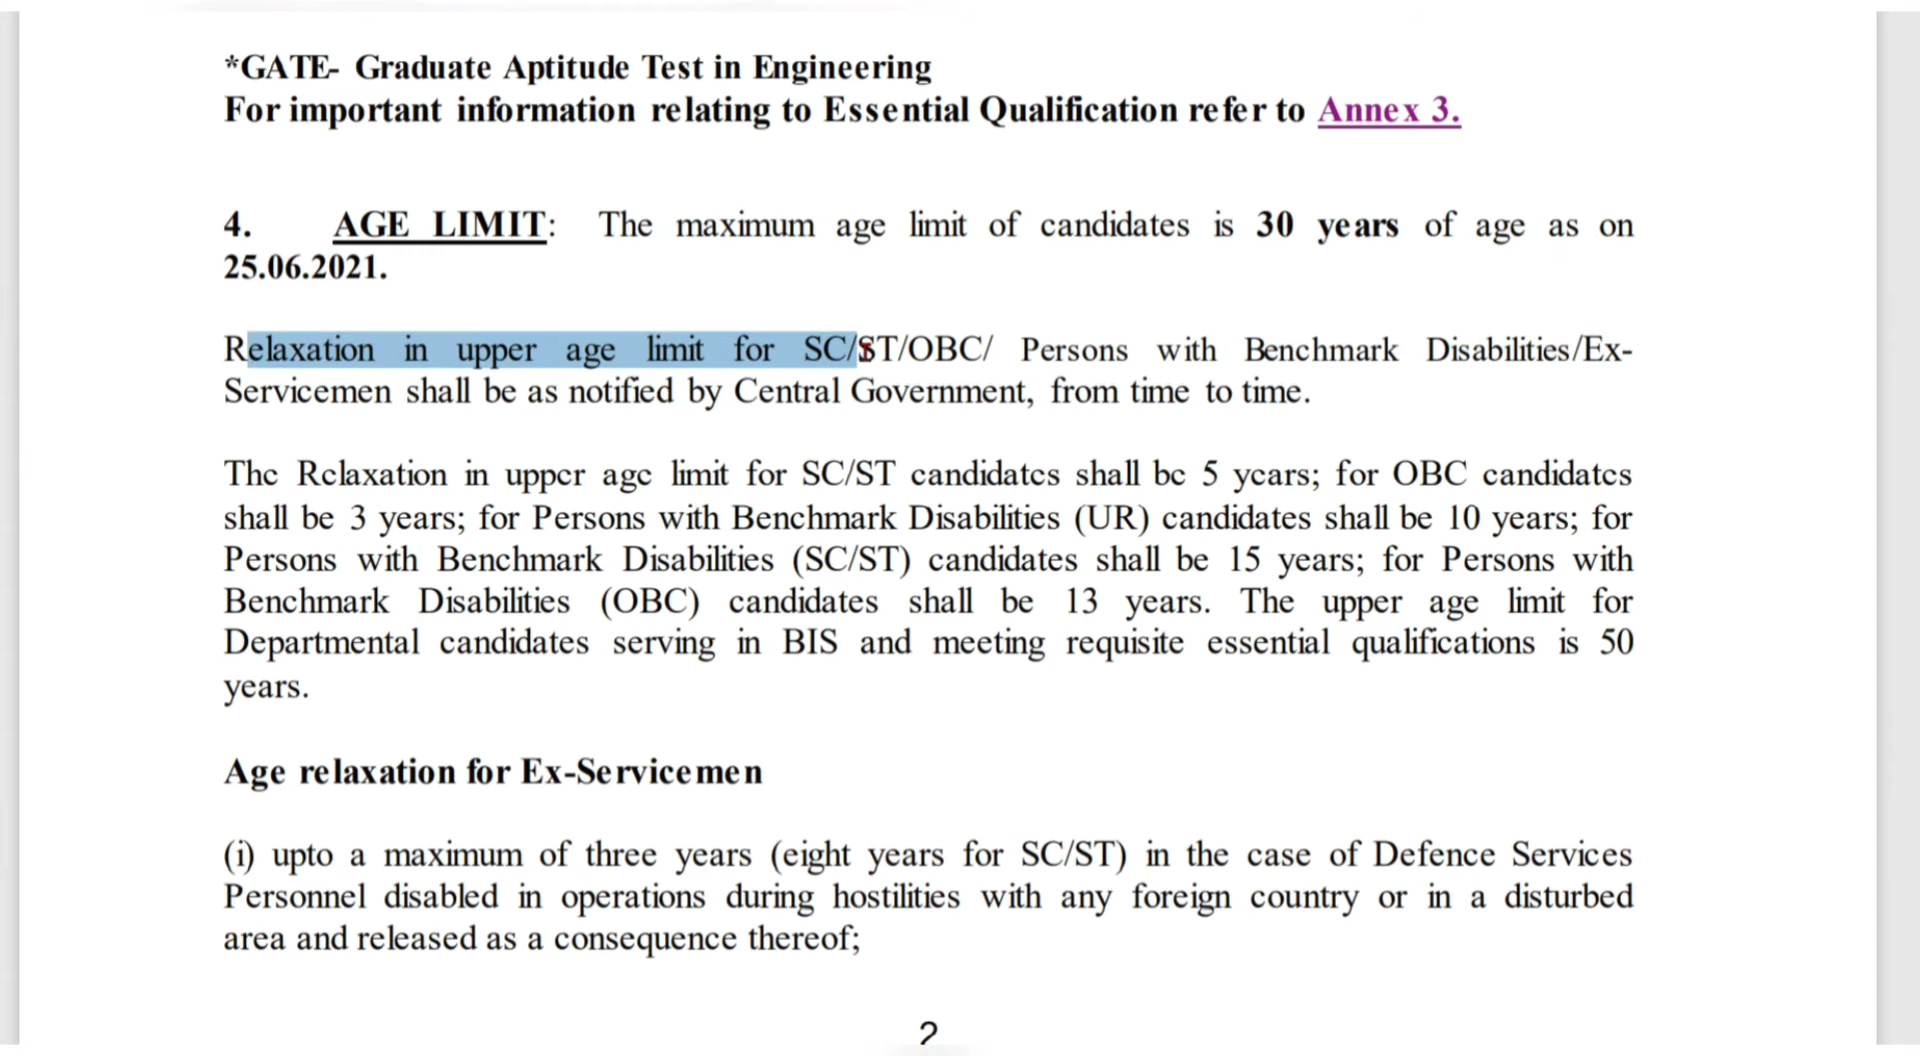 *GATE- Graduate Aptitude Test in Engineering
For important information relating to Essential Qualification refer to Annex 3.
4. AGE LIMIT: The maximum age limit of candidates is 30 years of age as on
25.06.2021.
Relaxation in upper age limit for SC/ST/OBC/ Persons with Benchmark Disabilities/Ex-
Servicemen shall be as notified by Central Government, from time to time.
The Relaxation in upper age limit for SC/ST candidates shall be 5 years; for OBC candidates
shall be 3 years; for Persons with Benchmark Disabilities (UR) candidates shall be 10 years; for
Persons with Benchmark Disabilities (SC/ST) candidates shall be 15 years; for Persons with
Benchmark Disabilities (OBC) candidates shall be 13 years. The upper age limit for
Departmental candidates serving in BIS and meeting requisite essential qualifications is 50
years.
Age relaxation for Ex-Servicemen
(i) upto a maximum of three years (eight years for SC/ST) in the case of Defence Services
Personnel disabled in operations during hostilities with any foreign country or in a disturbed
area and released as a consequence thereof;
2